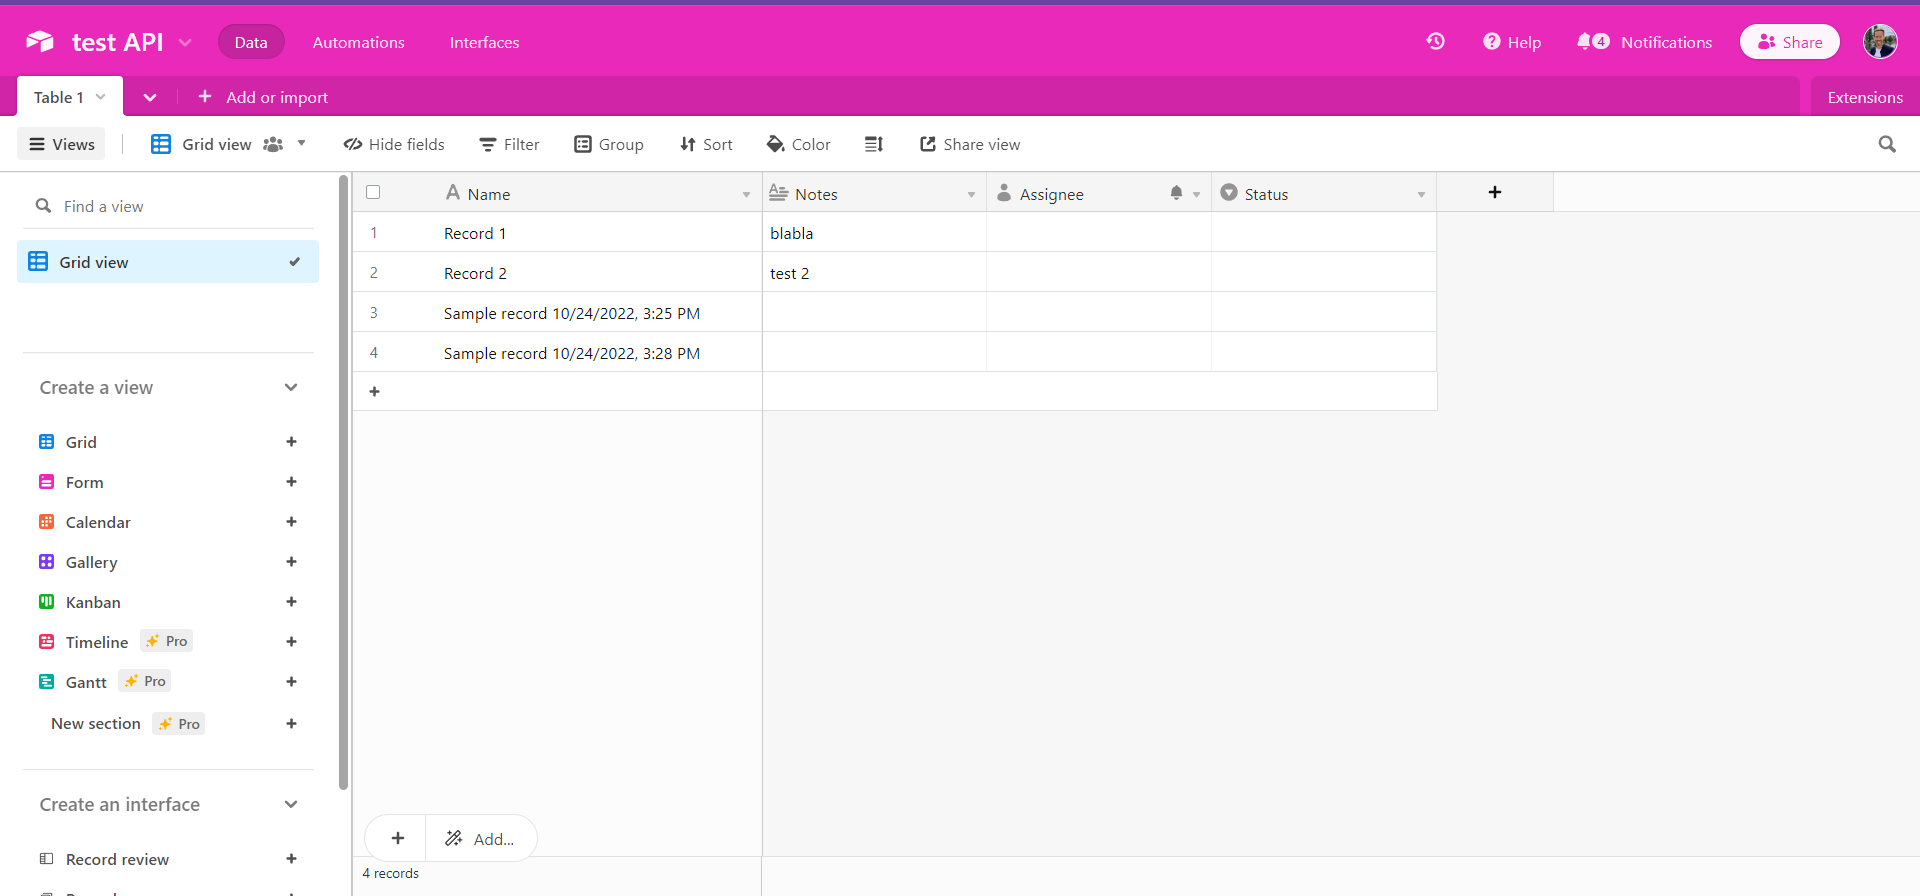 test API
Data
Automations
Interfaces
Help
4
Notifications
Share
Table 1
Add or import
Extensions
Views
Grid view
Hide fields
Filter
Group
Sort
Color
Share view
Find a view
Grid view
Create a view
Grid
Form
Calendar
Gallery
Kanban
Timeline Pro
Gantt Pro
New section Pro
Create an interface
Record review
Name Notes Assignee Status
1 Record 1 blabla
2 Record 2 test 2
3 Sample record 10/24/2022, 3:25 PM
4 Sample record 10/24/2022, 3:28 PM
Add...
4 records